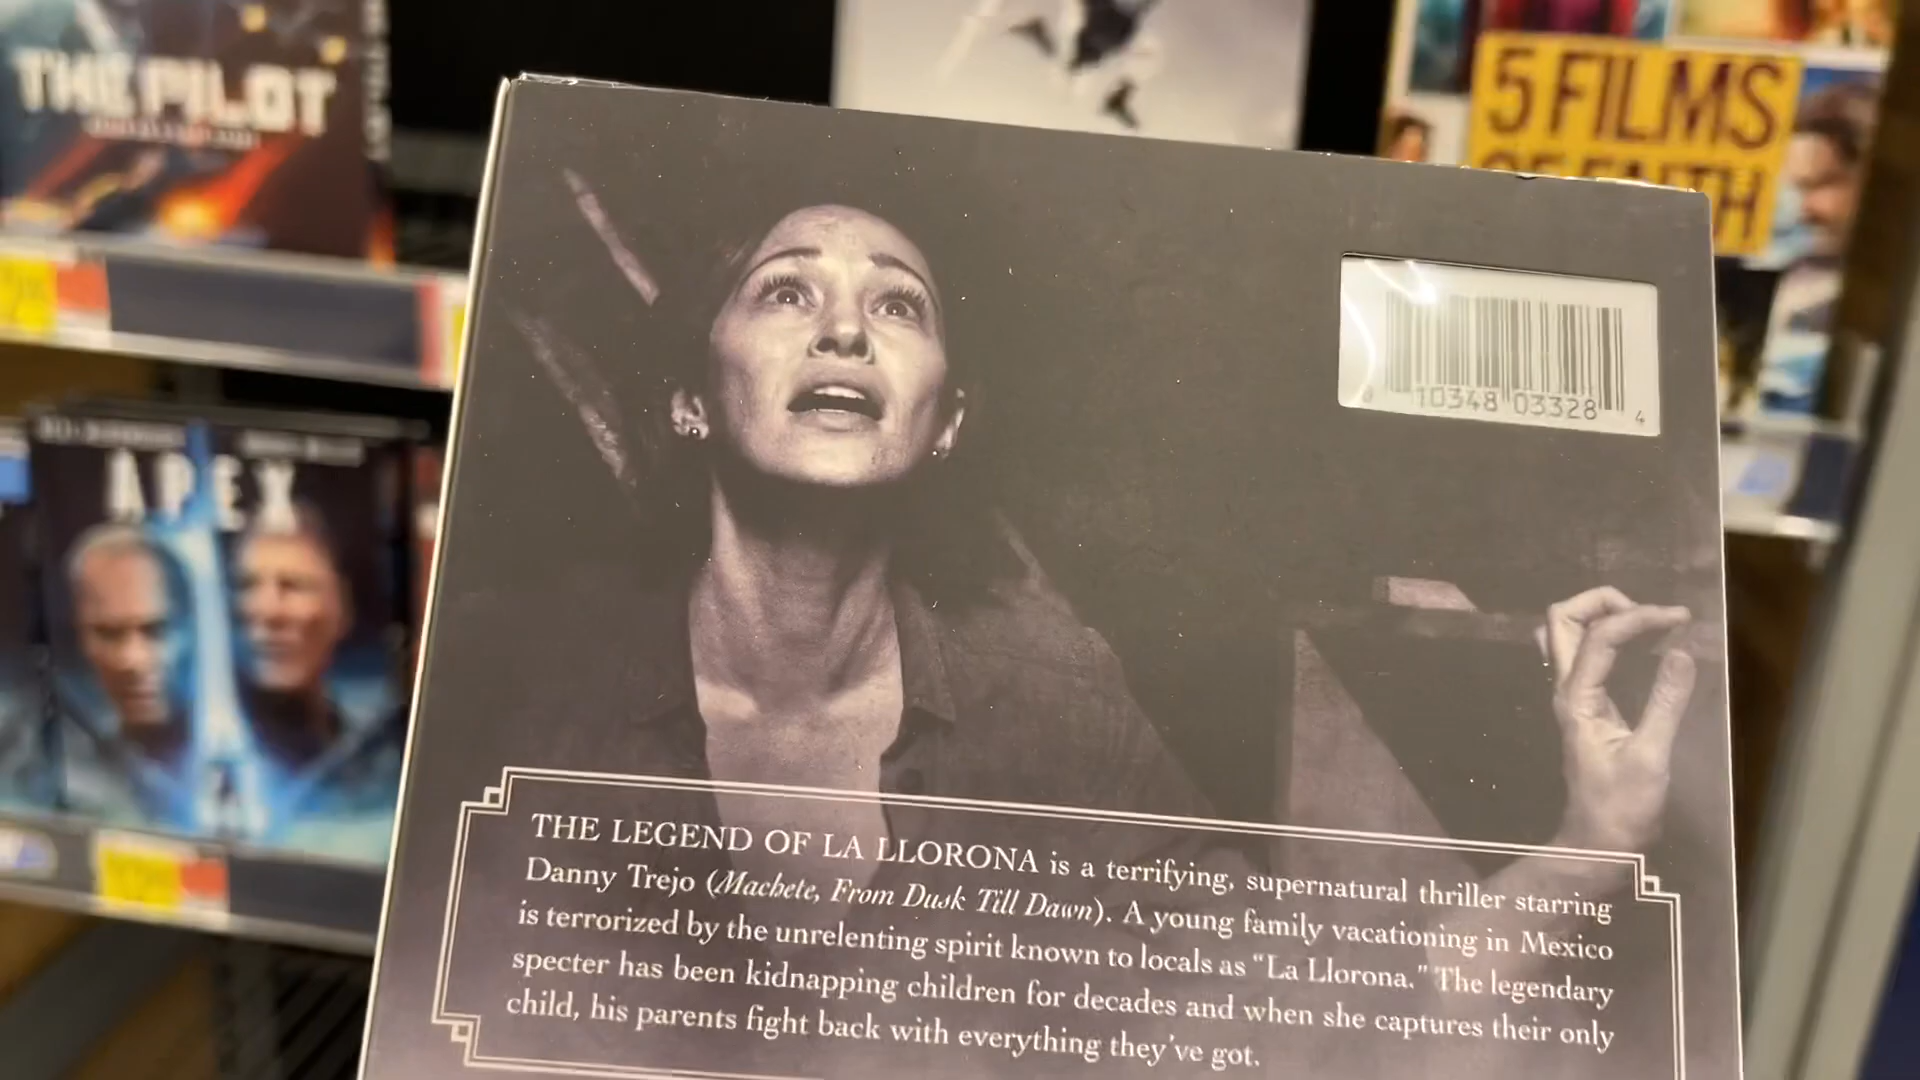 THE PILOT
5 FILMS
OF FAITH
APEX
10348 03328 4
THE LEGEND OF LA LLORONA is a terrifying, supernatural thriller starring
Danny Trejo (Machete, From Dusk Till Dawn). A young family vacationing in Mexico
is terrorized by the unrelenting spirit known to locals as “La Llorona.” The legendary
specter has been kidnapping children for decades and when she captures their only
child, his parents fight back with everything they’ve got.